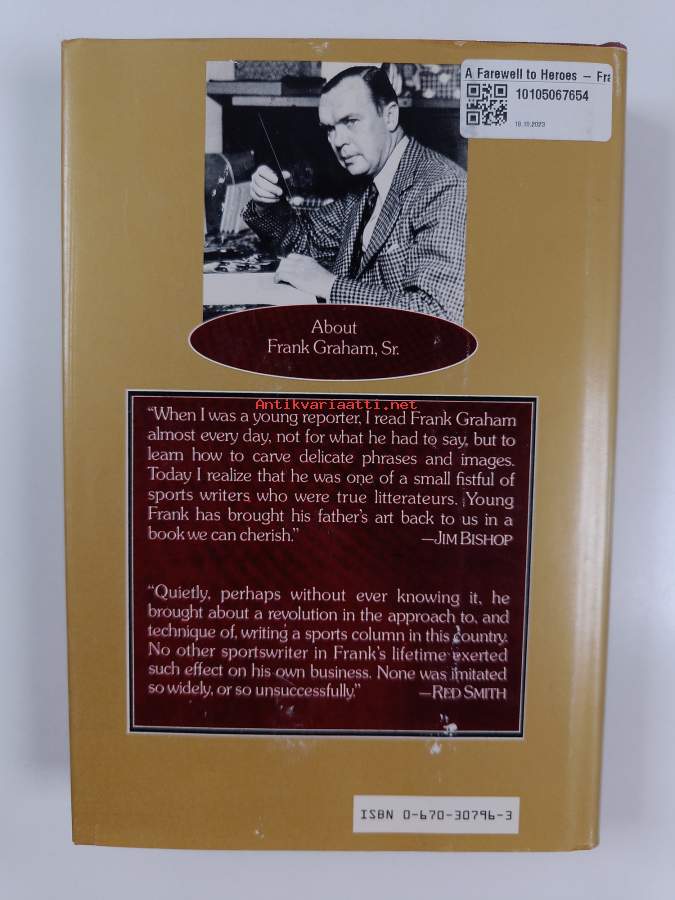 A Farewell to Heroes – Fra
10105067654
18.10.2023
About
Frank Graham, Sr.
Antikvariaatti.net
“When I was a young reporter, I read Frank Graham
almost every day, not for what he had to say, but to
learn how to carve delicate phrases and images.
Today I realize that he was one of a small fistful of
sports writers who were true litterateurs. Young
Frank has brought his father’s art back to us in a
book we can cherish.” —JIM BISHOP
“Quietly, perhaps without ever knowing it, he
brought about a revolution in the approach to, and
technique of, writing a sports column in this country.
No other sportswriter in Frank’s lifetime exerted
such effect on his own business. None was imitated
so widely, or so unsuccessfully.” —RED SMITH
ISBN 0-670-30796-3